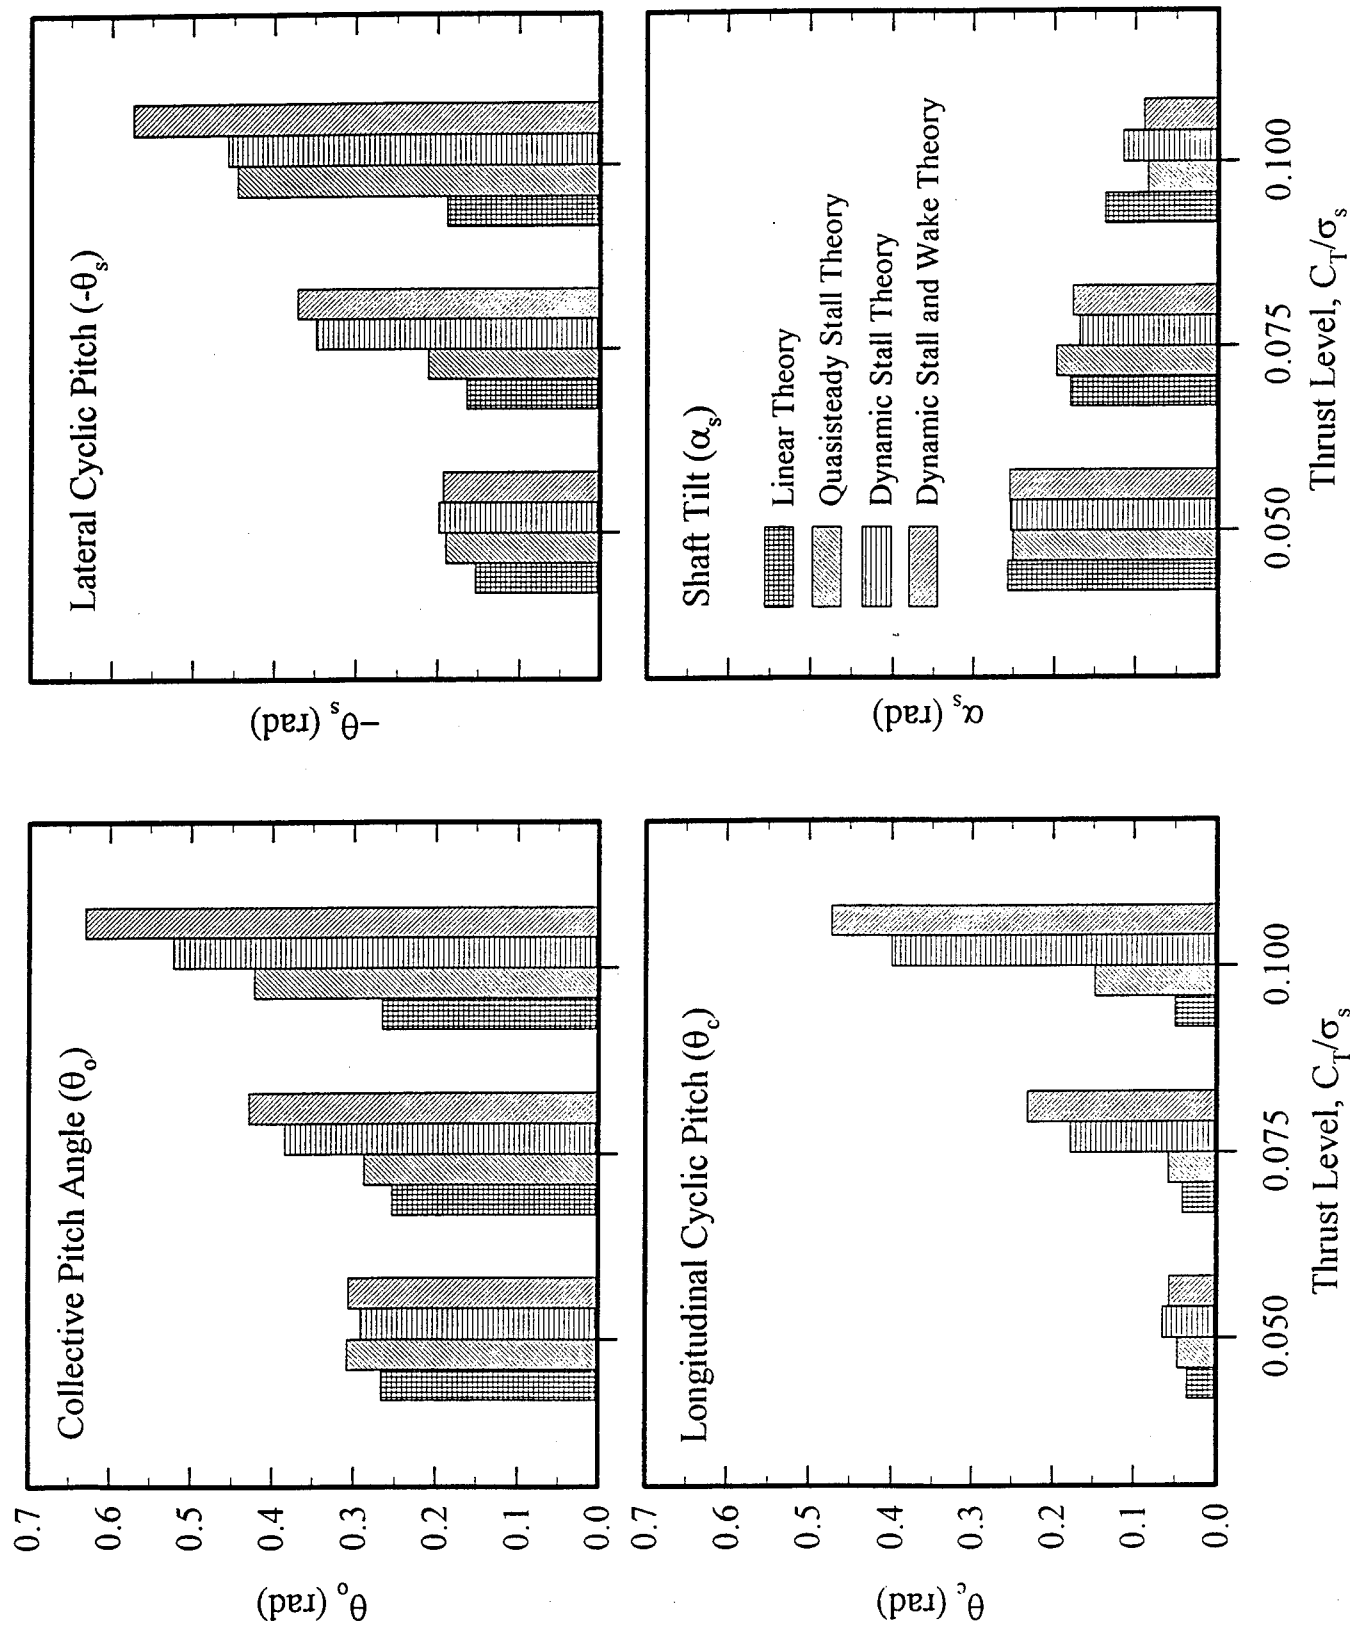 Collective Pitch Angle (θo)
θo (rad)
0.7
0.6
0.5
0.4
0.3
0.2
0.1
0.0
Lateral Cyclic Pitch (-θs)
−θs (rad)
Longitudinal Cyclic Pitch (θc)
θc (rad)
0.7
0.6
0.5
0.4
0.3
0.2
0.1
0.0
0.050
0.075
0.100
Thrust Level, CT/σs
Shaft Tilt (αs)
Linear Theory
Quasisteady Stall Theory
Dynamic Stall Theory
Dynamic Stall and Wake Theory
αs (rad)
0.050
0.075
0.100
Thrust Level, CT/σs